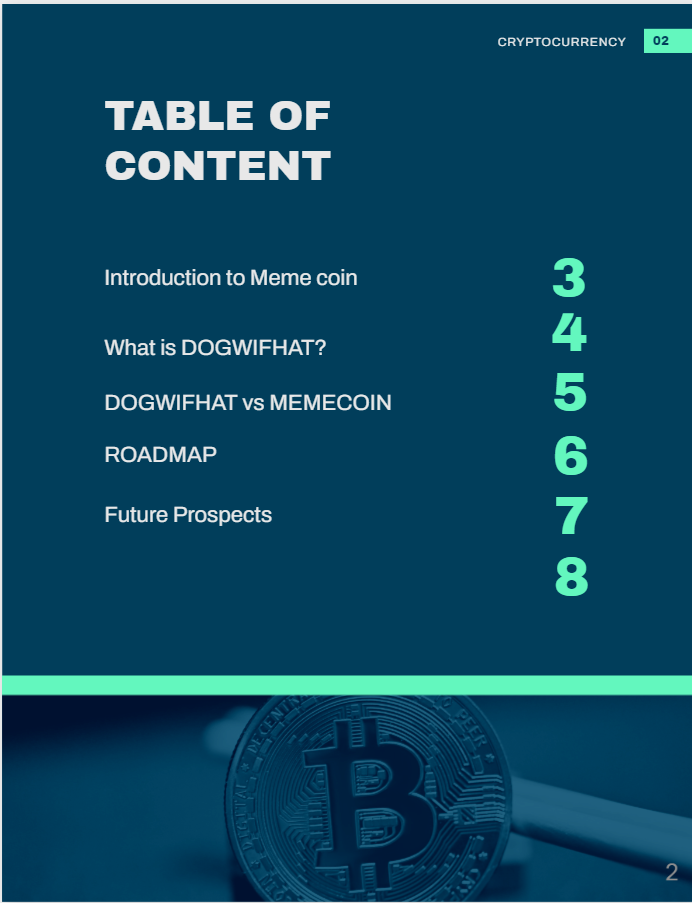 CRYPTOCURRENCY 02
TABLE OF
CONTENT
Introduction to Meme coin 3
What is DOGWIFHAT? 4
DOGWIFHAT vs MEMECOIN 5
ROADMAP 6
Future Prospects 7
8
2